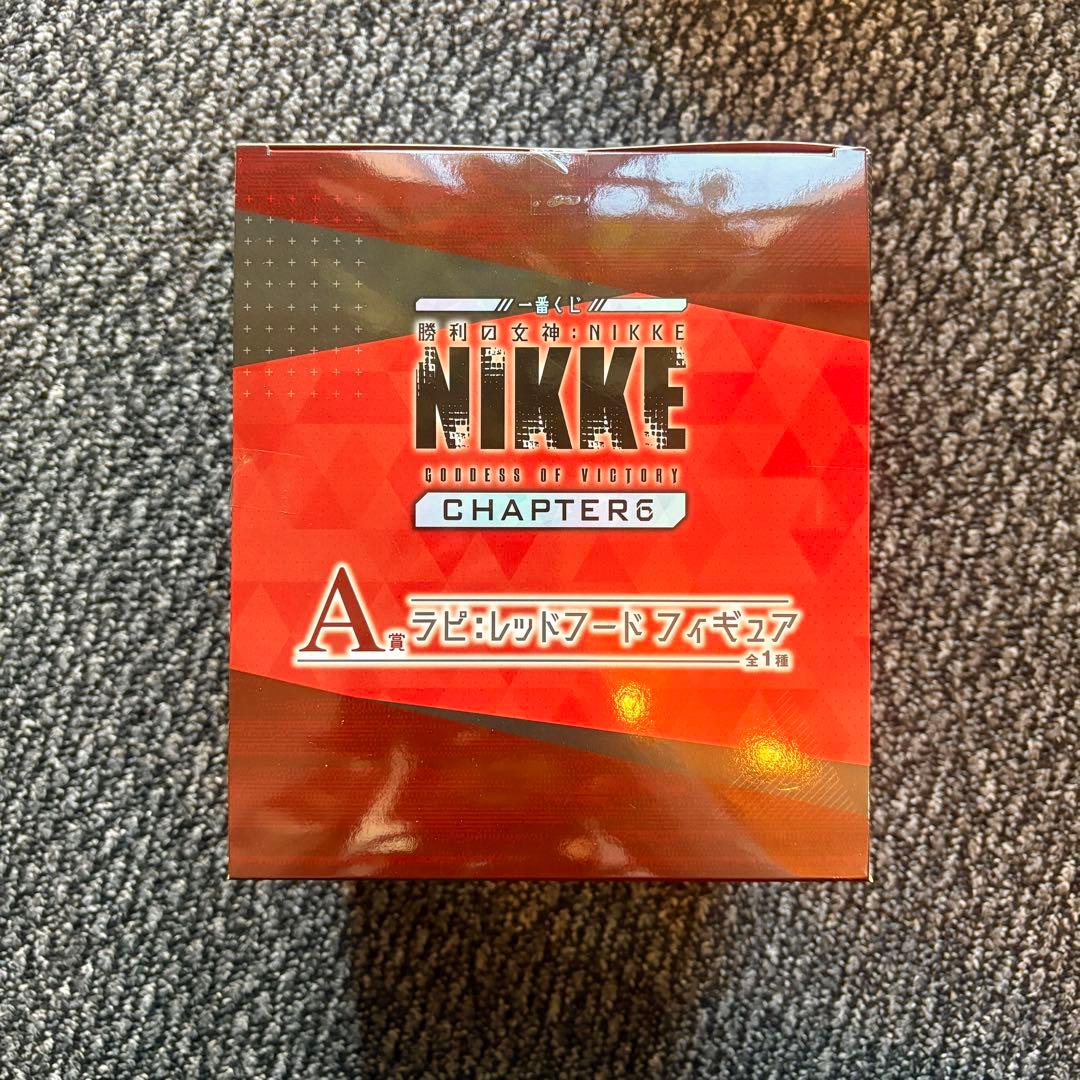 一番くじ
勝利の女神:NIKKE
NIKKE
GODDESS OF VICTORY
CHAPTER6
A賞 ラピ:レッドフード フィギュア
全1種